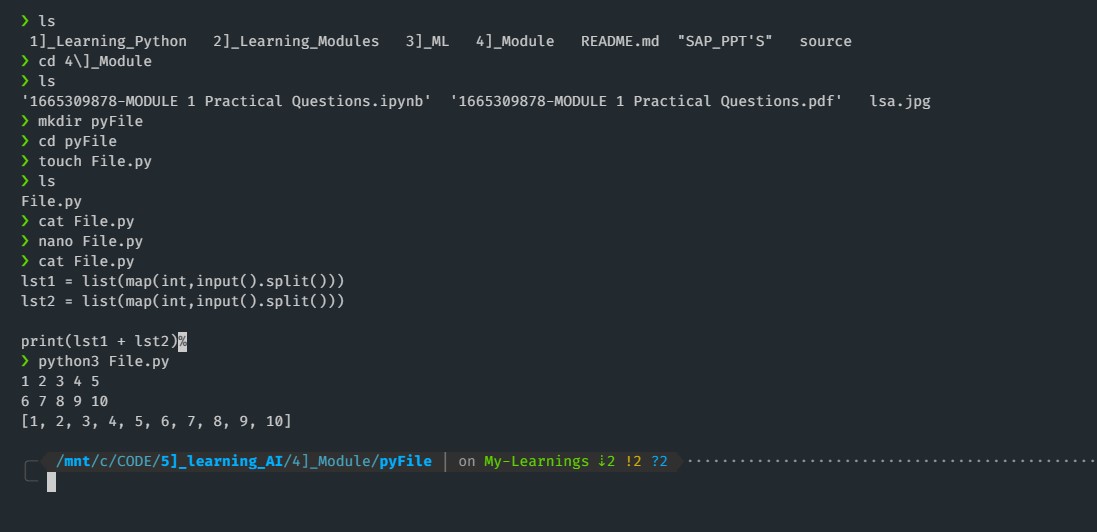 ❯ ls
 1]_Learning_Python   2]_Learning_Modules   3]_ML   4]_Module   README.md  "SAP_PPT'S"   source
❯ cd 4\]_Module
❯ ls
'1665309878-MODULE 1 Practical Questions.ipynb'  '1665309878-MODULE 1 Practical Questions.pdf'   lsa.jpg
❯ mkdir pyFile
❯ cd pyFile
❯ touch File.py
❯ ls
File.py
❯ cat File.py
❯ nano File.py
❯ cat File.py
lst1 = list(map(int,input().split()))
lst2 = list(map(int,input().split()))

print(lst1 + lst2)%
❯ python3 File.py
1 2 3 4 5
6 7 8 9 10
[1, 2, 3, 4, 5, 6, 7, 8, 9, 10]

/mnt/c/CODE/5]_learning_AI/4]_Module/pyFile | on My-Learnings ⇣2 !2 ?2